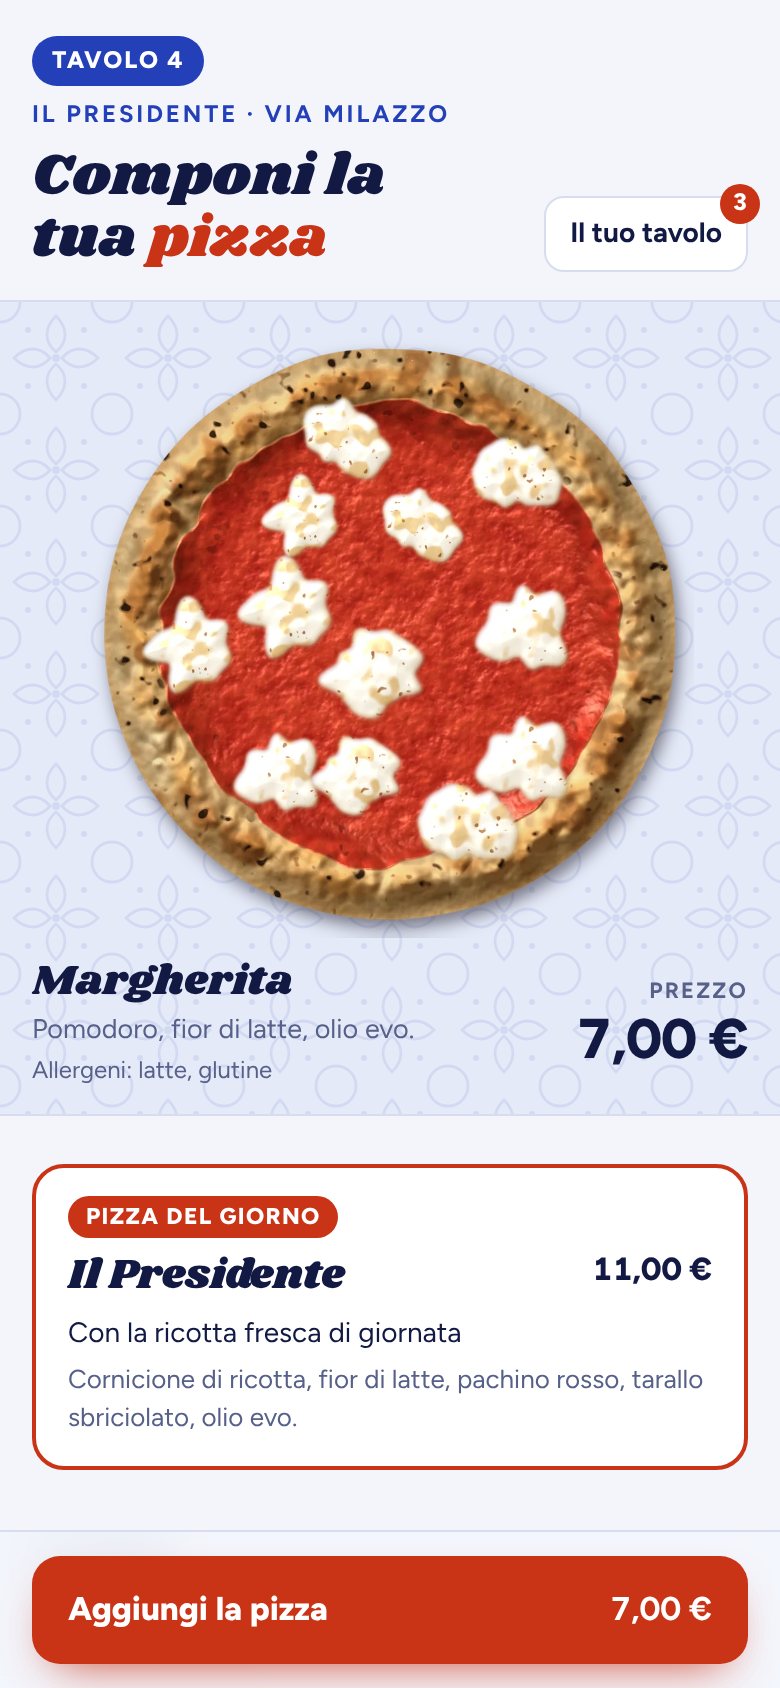 TAVOLO 4
IL PRESIDENTE · VIA MILAZZO
Componi la
tua pizza
Il tuo tavolo
3
Margherita
Pomodoro, fior di latte, olio evo.
Allergeni: latte, glutine
PREZZO
7,00 €
PIZZA DEL GIORNO
Il Presidente
11,00 €
Con la ricotta fresca di giornata
Cornicione di ricotta, fior di latte, pachino rosso, tarallo
sbriciolato, olio evo.
Aggiungi la pizza
7,00 €